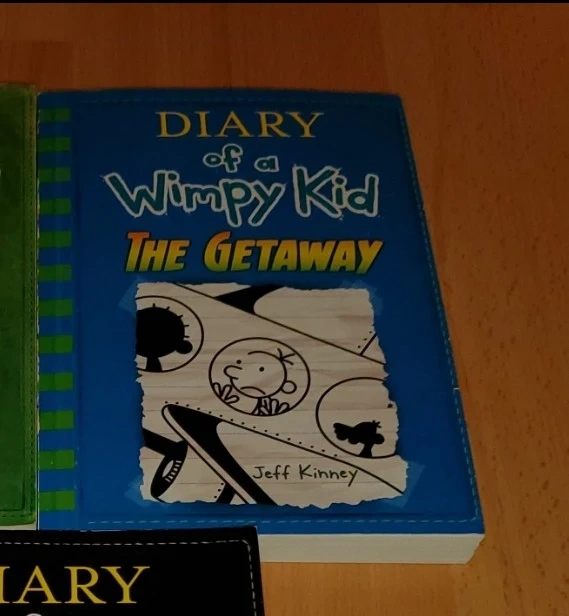 DIARY
of a
Wimpy Kid
THE GETAWAY
Jeff Kinney
IARY